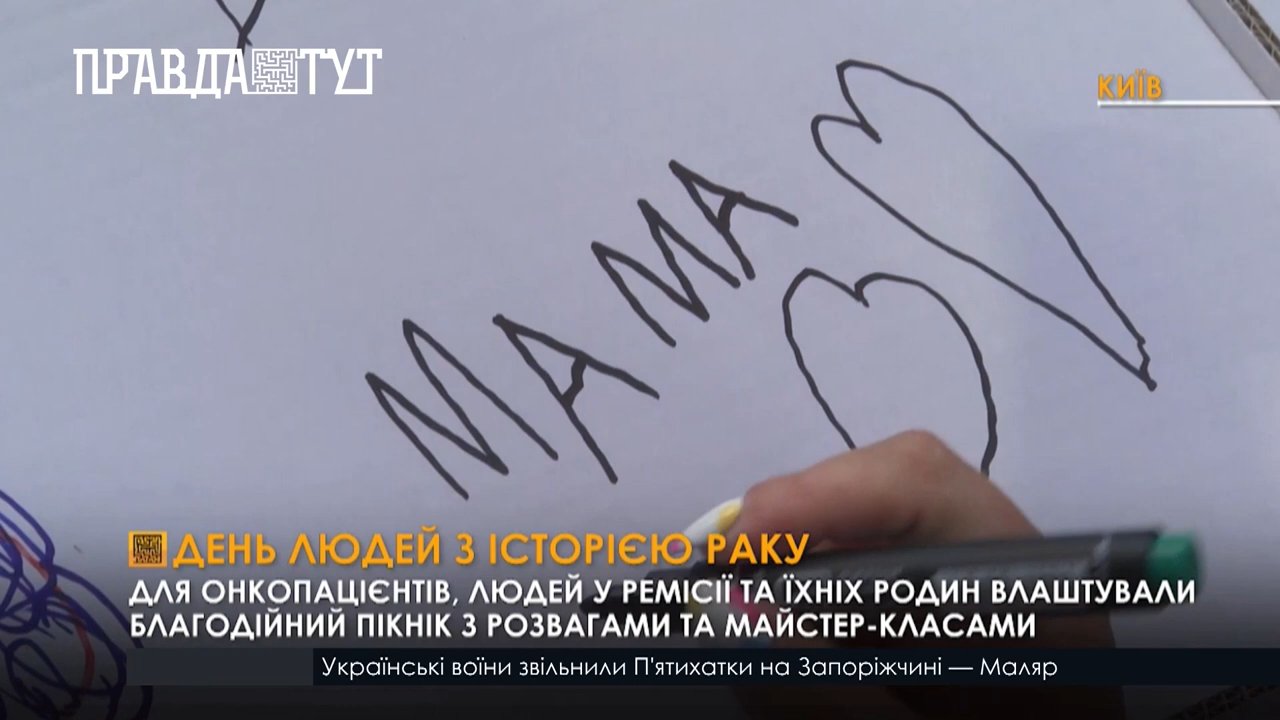 ПРАВДА ТУТ
КИЇВ
МАМА
ДЕНЬ ЛЮДЕЙ З ІСТОРІЄЮ РАКУ
ДЛЯ ОНКОПАЦІЄНТІВ, ЛЮДЕЙ У РЕМІСІЇ ТА ЇХНІХ РОДИН ВЛАШТУВАЛИ
БЛАГОДІЙНИЙ ПІКНІК З РОЗВАГАМИ ТА МАЙСТЕР-КЛАСАМИ
Українські воїни звільнили П'ятихатки на Запоріжчині — Маляр